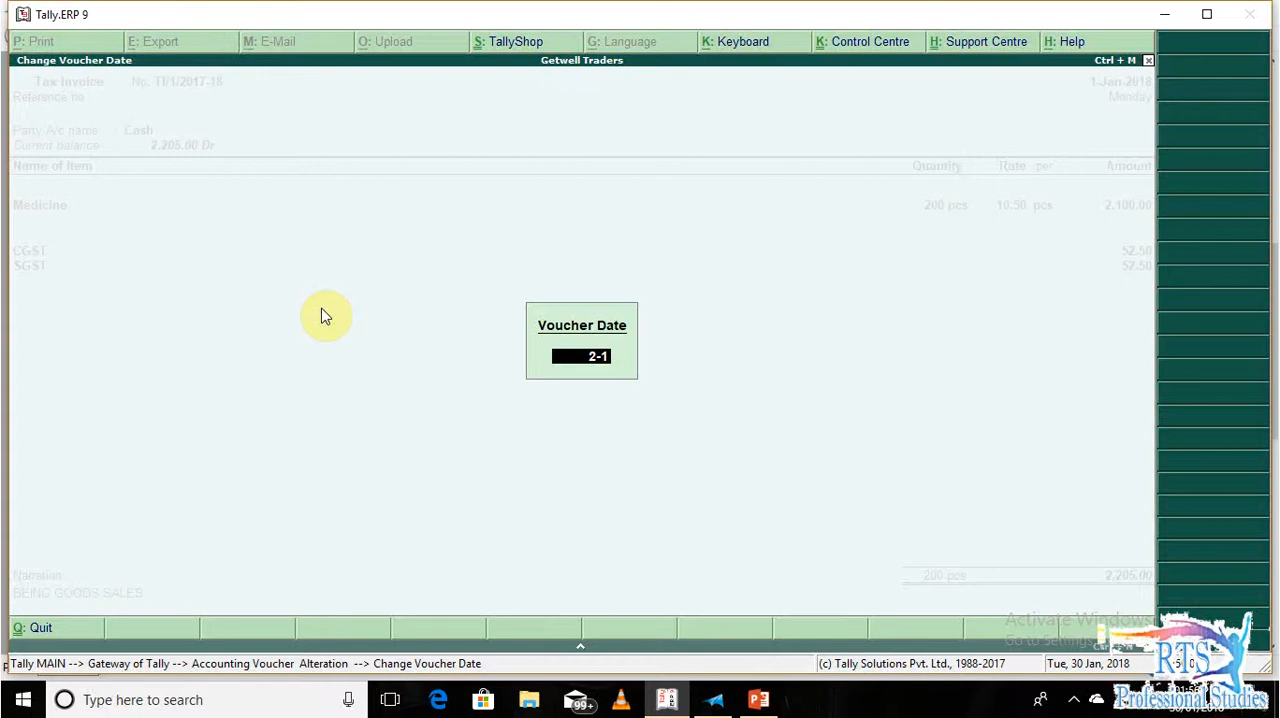 Tally.ERP 9
P: Print E: Export M: E-Mail O: Upload S: TallyShop G: Language K: Keyboard K: Control Centre H: Support Centre H: Help
Change Voucher Date Getwell Traders Ctrl + M
Tax Invoice No. TI/1/2017-18 1-Jan-2018
Reference no Monday
Party A/c name : Cash
Current balance : 2,205.00 Dr
Name of Item Quantity Rate per Amount
Medicine 200 pcs 10.50 pcs 2,100.00
CGST 52.50
SGST 52.50
Voucher Date
2-1
Narration: 200 pcs 2,205.00
BEING GOODS SALES
Activate Windows
Go to Settings
Q: Quit
Tally MAIN --> Gateway of Tally --> Accounting Voucher Alteration --> Change Voucher Date (c) Tally Solutions Pvt. Ltd., 1988-2017 Tue, 30 Jan, 2018
RTS
Professional Studies
Type here to search 99+